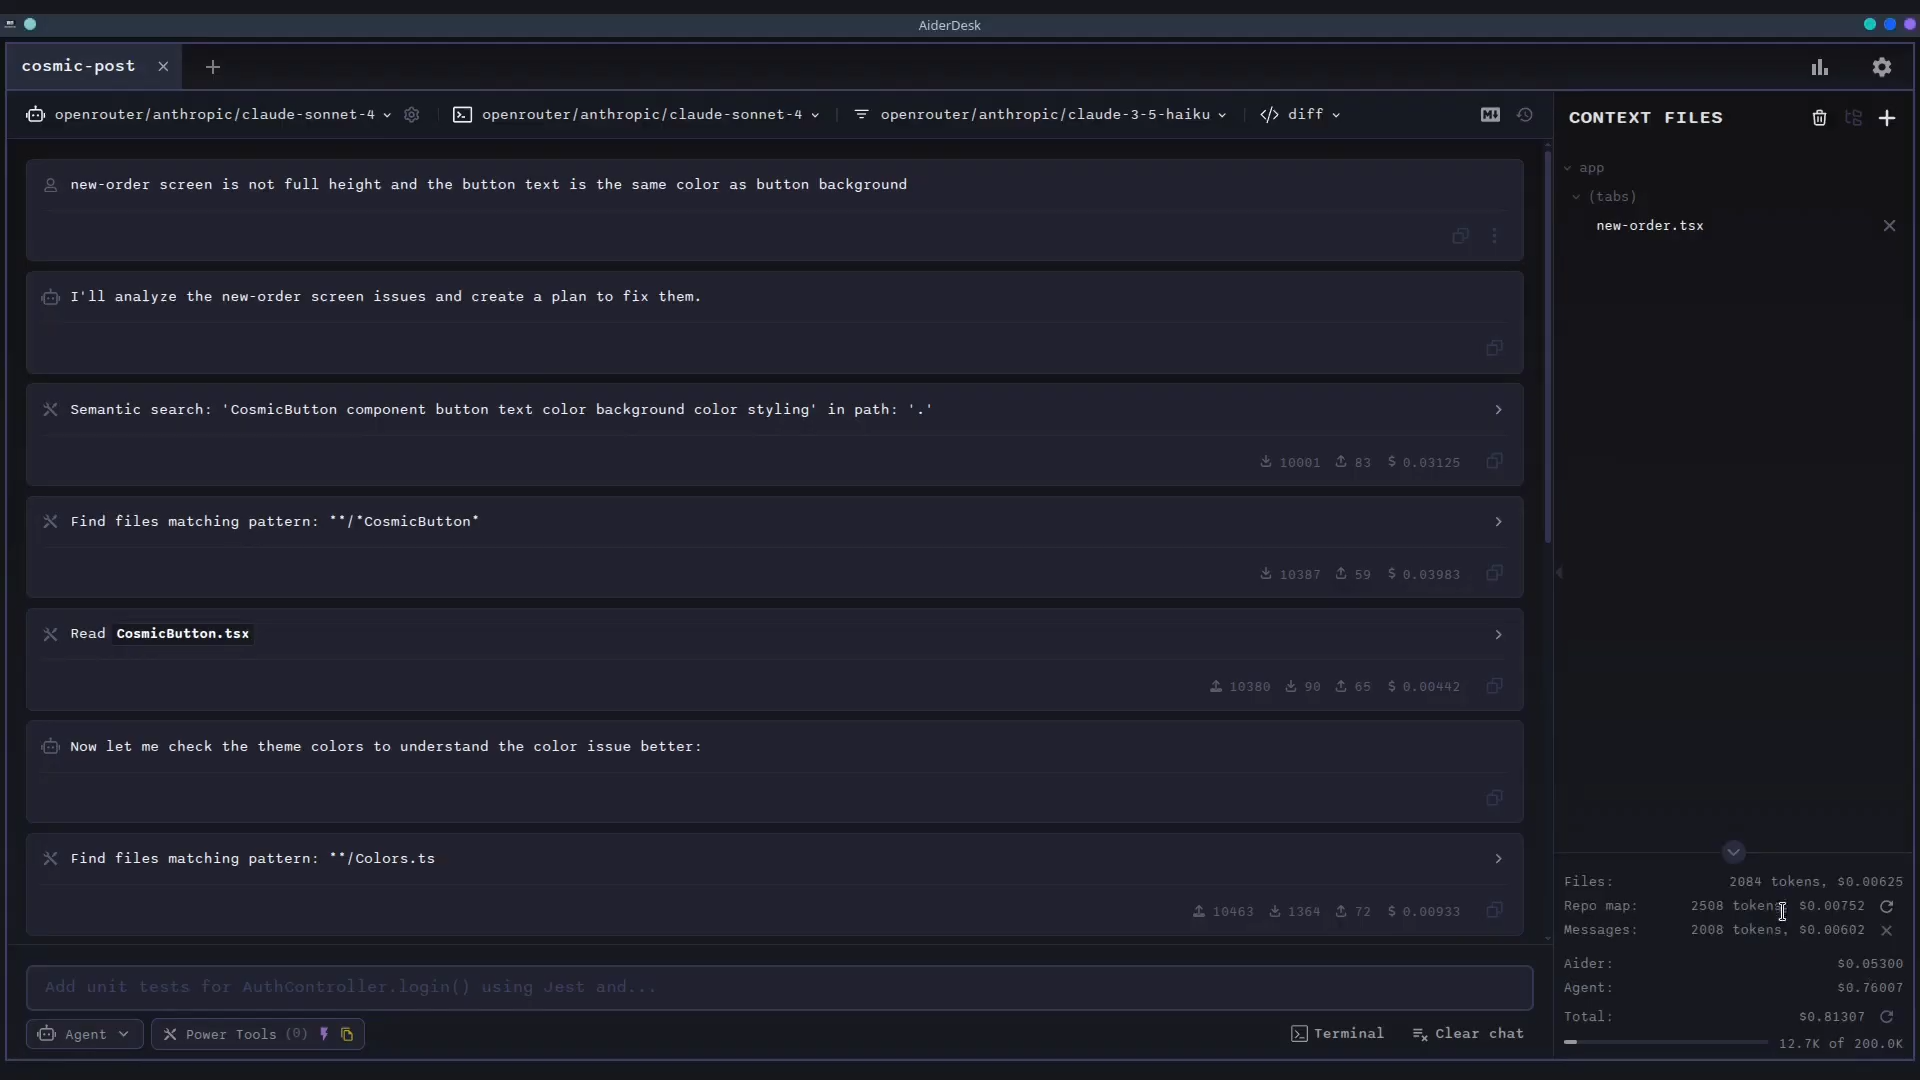 AiderDesk
cosmic-post
openrouter/anthropic/claude-sonnet-4
openrouter/anthropic/claude-sonnet-4
openrouter/anthropic/claude-3-5-haiku
diff
CONTEXT FILES
app
(tabs)
new-order.tsx
new-order screen is not full height and the button text is the same color as button background
I'll analyze the new-order screen issues and create a plan to fix them.
Semantic search: 'CosmicButton component button text color background color styling' in path: '.'
10001 83 $ 0.03125
Find files matching pattern: **/*CosmicButton*
10387 59 $ 0.03983
Read CosmicButton.tsx
10380 90 65 $ 0.00442
Now let me check the theme colors to understand the color issue better:
Find files matching pattern: **/Colors.ts
10463 1364 72 $ 0.00933
Add unit tests for AuthController.login() using Jest and...
Agent
Power Tools (0)
Terminal
Clear chat
Files: 2084 tokens, $0.00625
Repo map: 2508 tokens, $0.00752
Messages: 2008 tokens, $0.00602
Aider: $0.05300
Agent: $0.76007
Total: $0.81307
12.7K of 200.0K